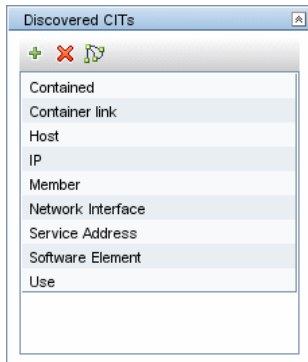 Discovered CITs
Contained
Container link
Host
IP
Member
Network Interface
Service Address
Software Element
Use